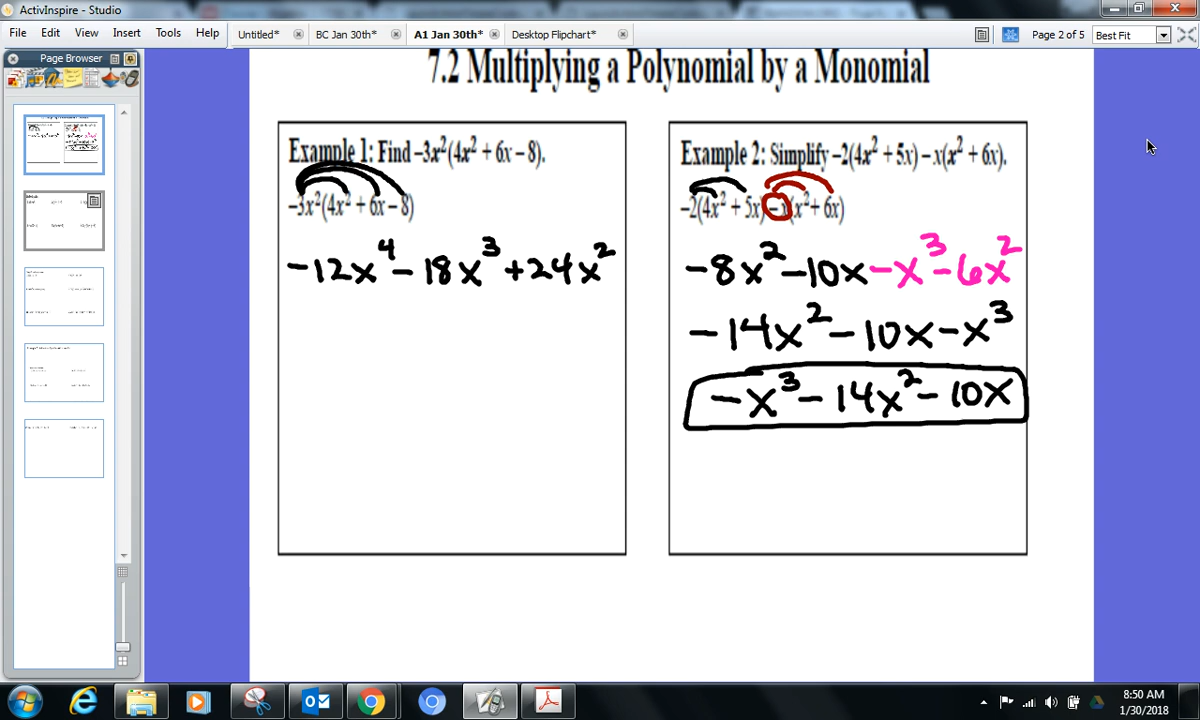 ActivInspire - Studio
File Edit View Insert Tools Help
Untitled* BC Jan 30th* A1 Jan 30th* Desktop Flipchart*
Page 2 of 5 Best Fit
Page Browser
7.2 Multiplying a Polynomial by a Monomial
Example 1: Find –3x²(4x² + 6x – 8).
–3x²(4x² + 6x – 8)
-12x⁴ - 18x³ + 24x²
Example 2: Simplify –2(4x² + 5x) – x(x² + 6x).
–2(4x² + 5x) – x(x² + 6x)
-8x² - 10x - x³ - 6x²
-14x² - 10x - x³
-x³ - 14x² - 10x
8:50 AM
1/30/2018